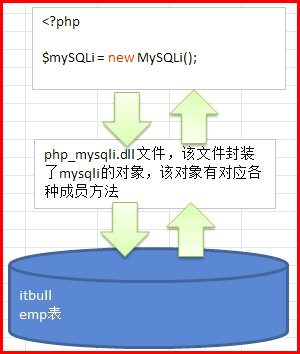 <?php
$mySQLi = new MySQLi();
php_mysqli.dll文件，该文件封装
了mysqli的对象，该对象有对应各
种成员方法
itbull
emp表